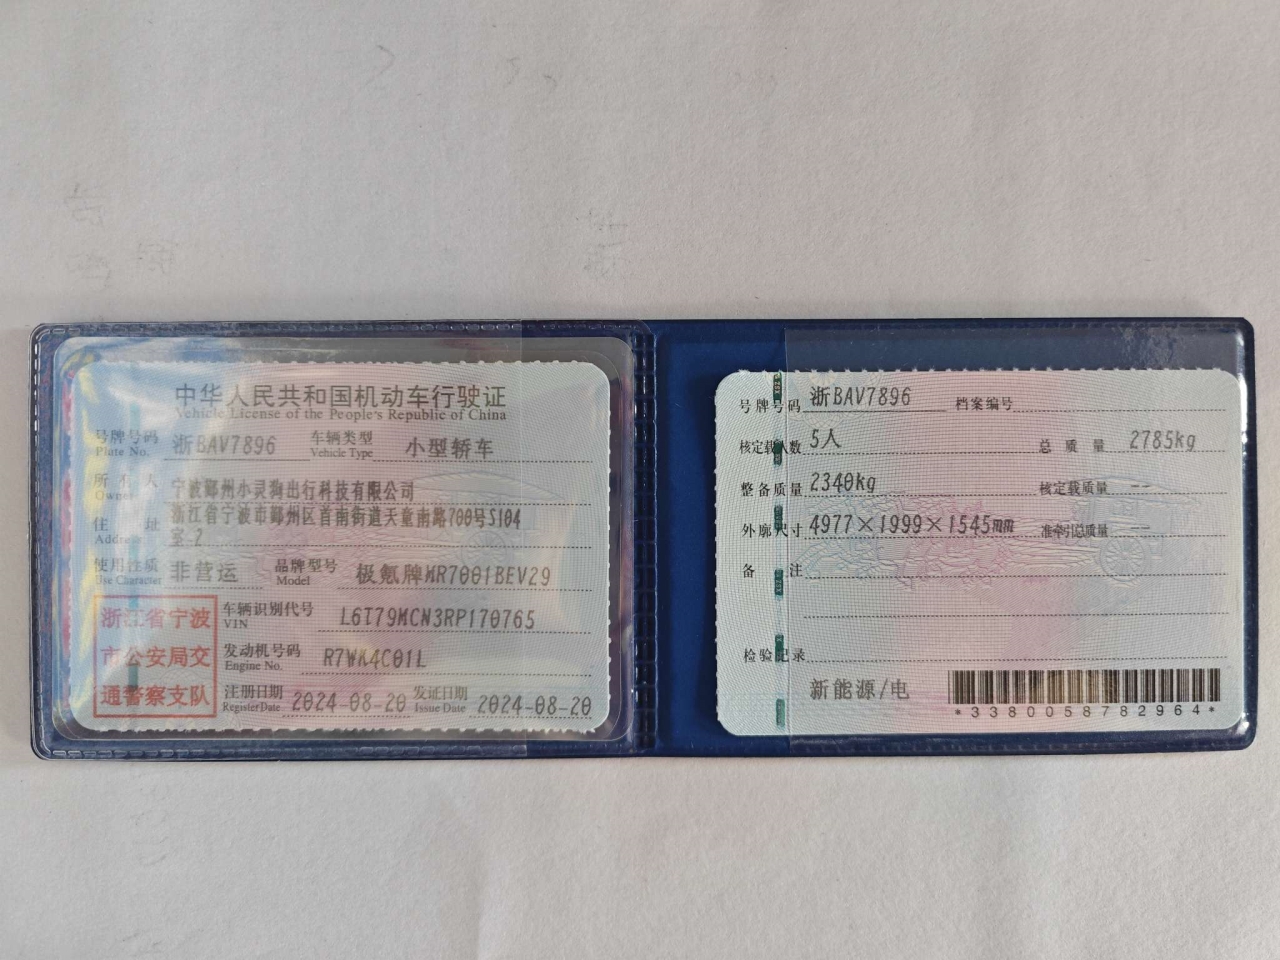 中华人民共和国机动车行驶证
Vehicle License of the People's Republic of China
号牌号码 浙BAV7896 车辆类型 小型轿车
Plate No. Vehicle Type
所有人 宁波鄞州小灵狗出行科技有限公司
Owner
住址 浙江省宁波市鄞州区首南街道天童南路700号S104
Address 室-2
使用性质 非营运 品牌型号 极氪牌MR7001BEV29
Use Character Model
浙江省宁波
市公安局交
通警察支队
车辆识别代号 L6T79MCN3RP170765
VIN
发动机号码 R7WK4C01L
Engine No.
注册日期 2024-08-20 发证日期 2024-08-20
Register Date Issue Date
号牌号码 浙BAV7896 档案编号
核定载人数 5人 总质量 2785kg
整备质量 2340kg 核定载质量 --
外廓尺寸 4977×1999×1545mm 准牵引总质量 --
备注
检验记录
新能源/电
*3380058782964*